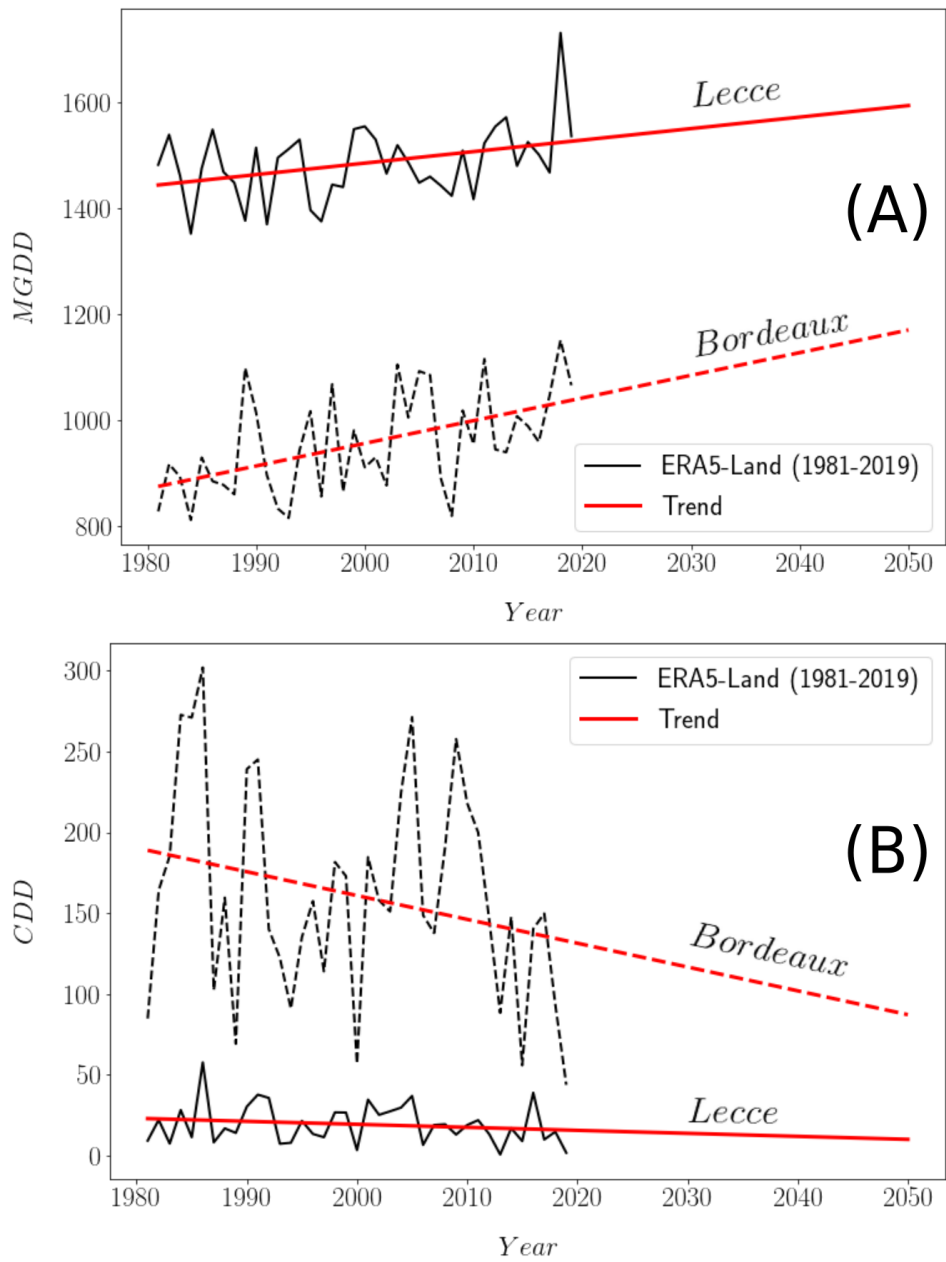 1600
1400
1200
1000
800
MGDD
Lecce
(A)
Bordeaux
ERA5-Land (1981-2019)
Trend
1980 1990 2000 2010 2020 2030 2040 2050
Year
300
250
200
150
100
50
0
CDD
ERA5-Land (1981-2019)
Trend
(B)
Bordeaux
Lecce
1980 1990 2000 2010 2020 2030 2040 2050
Year